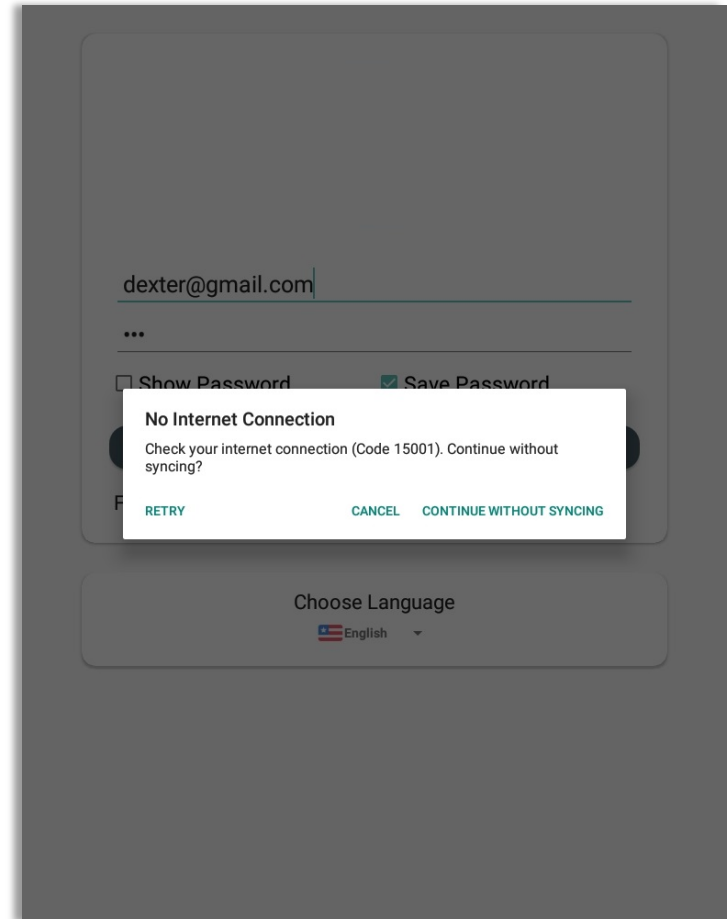 dexter@gmail.com
•••
Show Password Save Password
No Internet Connection
Check your internet connection (Code 15001). Continue without
syncing?
RETRY CANCEL CONTINUE WITHOUT SYNCING
Choose Language
English